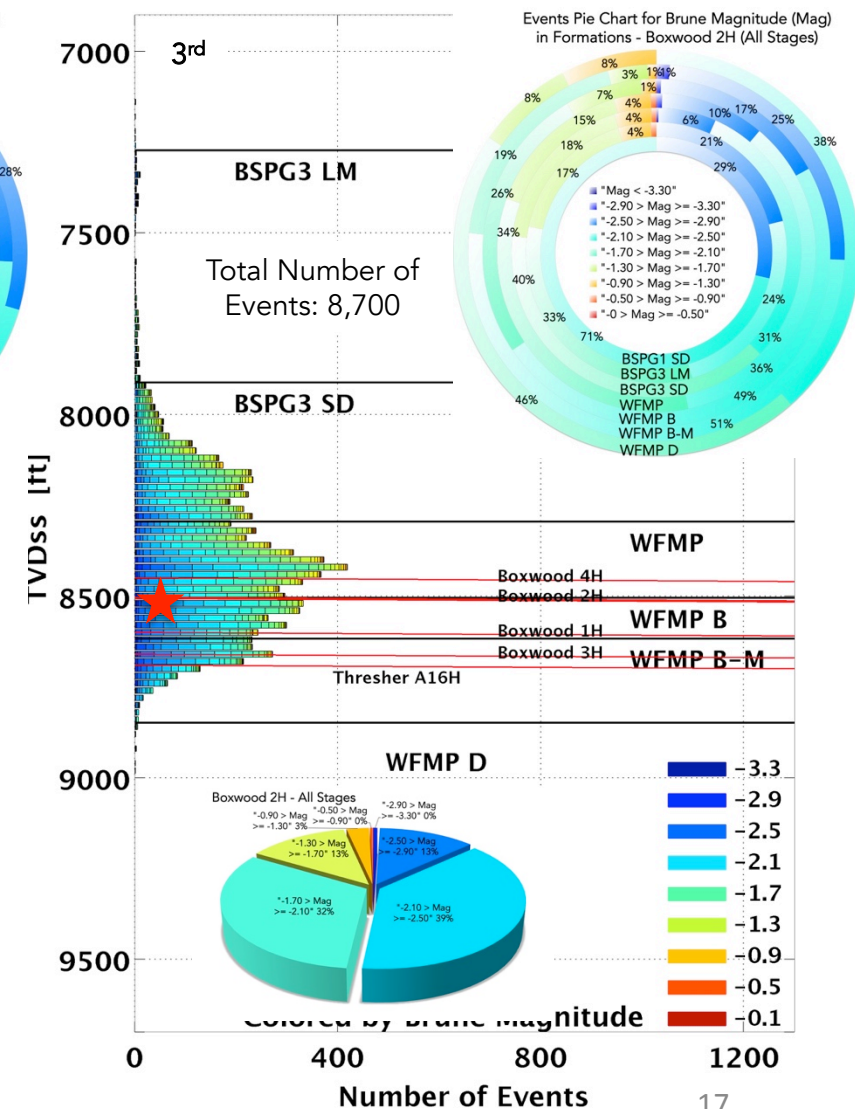 Events Pie Chart for Brune Magnitude (Mag)
in Formations - Boxwood 2H (All Stages)
28%
8%
3%
1%
1%
8%
7%
1%
15%
4%
4%
4%
6%
10%
17%
25%
38%
19%
18%
17%
21%
29%
26%
34%
40%
33%
71%
24%
31%
36%
49%
51%
46%
"Mag < -3.30"
"-2.90 > Mag >= -3.30"
"-2.50 > Mag >= -2.90"
"-2.10 > Mag >= -2.50"
"-1.70 > Mag >= -2.10"
"-1.30 > Mag >= -1.70"
"-0.90 > Mag >= -1.30"
"-0.50 > Mag >= -0.90"
"-0 > Mag >= -0.50"
BSPG1 SD
BSPG3 LM
BSPG3 SD
WFMP
WFMP B
WFMP B-M
WFMP D
3rd
BSPG3 LM
Total Number of
Events: 8,700
BSPG3 SD
WFMP
Boxwood 4H
Boxwood 2H
WFMP B
Boxwood 1H
Boxwood 3H
WFMP B-M
Thresher A16H
WFMP D
TVDss [ft]
7000
7500
8000
8500
9000
9500
Boxwood 2H - All Stages
"-0.90 > Mag
>= -1.30" 3%
"-0.50 > Mag
>= -0.90" 0%
"-2.90 > Mag
>= -3.30" 0%
"-1.30 > Mag
>= -1.70" 13%
"-2.50 > Mag
>= -2.90" 13%
"-1.70 > Mag
>= -2.10" 32%
"-2.10 > Mag
>= -2.50" 39%
-3.3
-2.9
-2.5
-2.1
-1.7
-1.3
-0.9
-0.5
-0.1
Colored by Brune Magnitude
0
400
800
1200
Number of Events
17